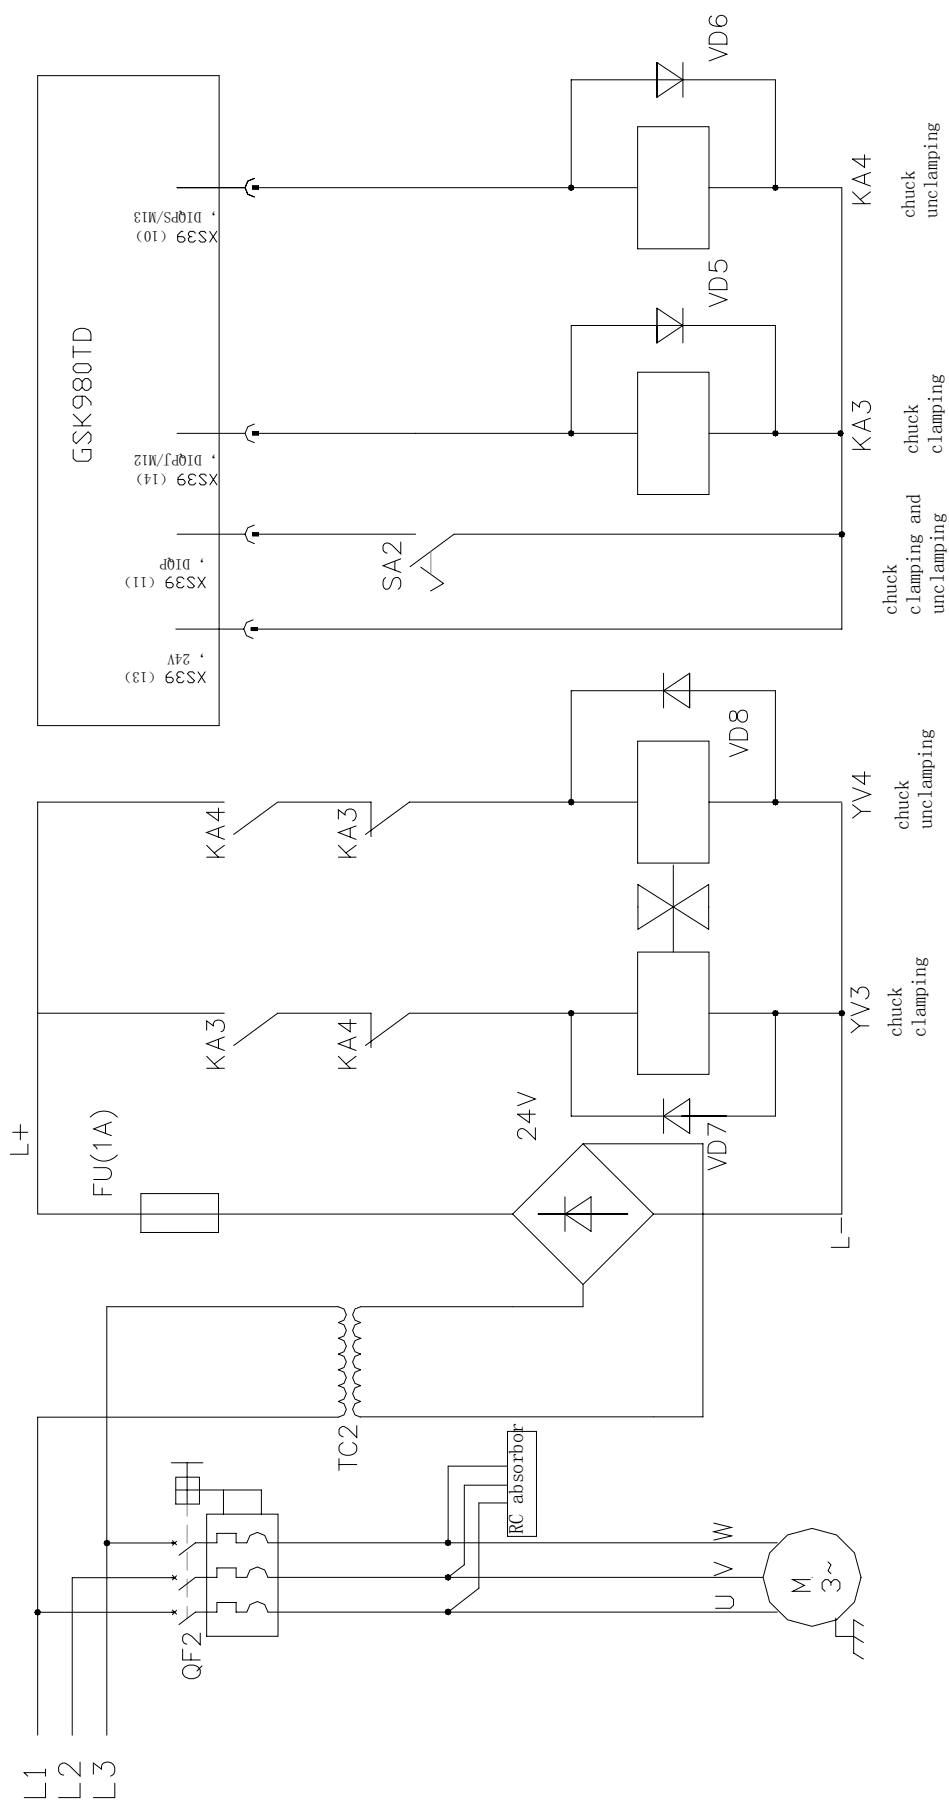 L1
L2
L3
QF2
U
V
W
M
3~
RC absorbor
TC2
L+
FU(1A)
24V
L-
KA3
KA4
VD7
YV3
chuck
clamping
KA4
KA3
VD8
YV4
chuck
unclamping
GSK980TD
XS39 (13)
, 24V
XS39 (11)
, DIQP
XS39 (14)
, DIQPJ/M12
XS39 (10)
, DIQPS/M13
SA2
chuck
clamping and
unclamping
VD5
KA3
chuck
clamping
VD6
KA4
chuck
unclamping